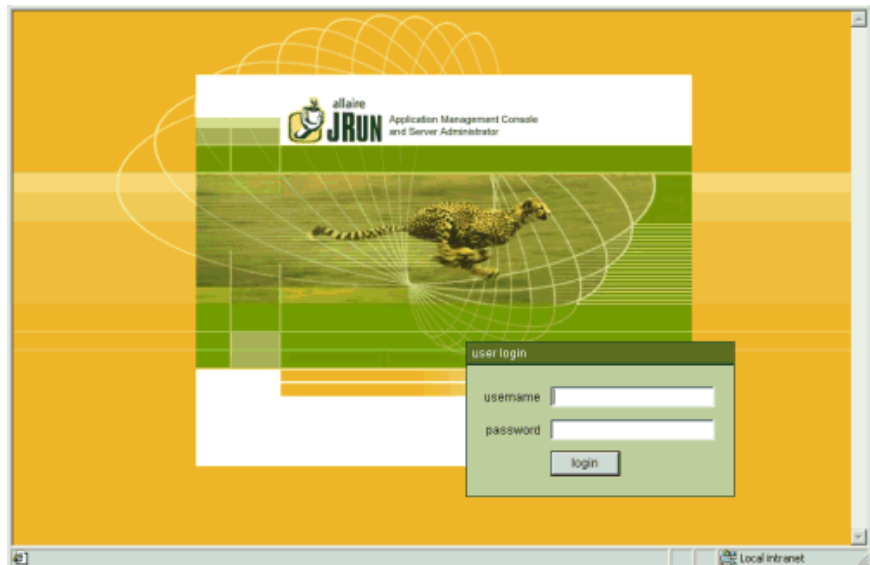 allaire
JRUN
Application Management Console
and Server Administrator
user login
username
password
login
Local intranet